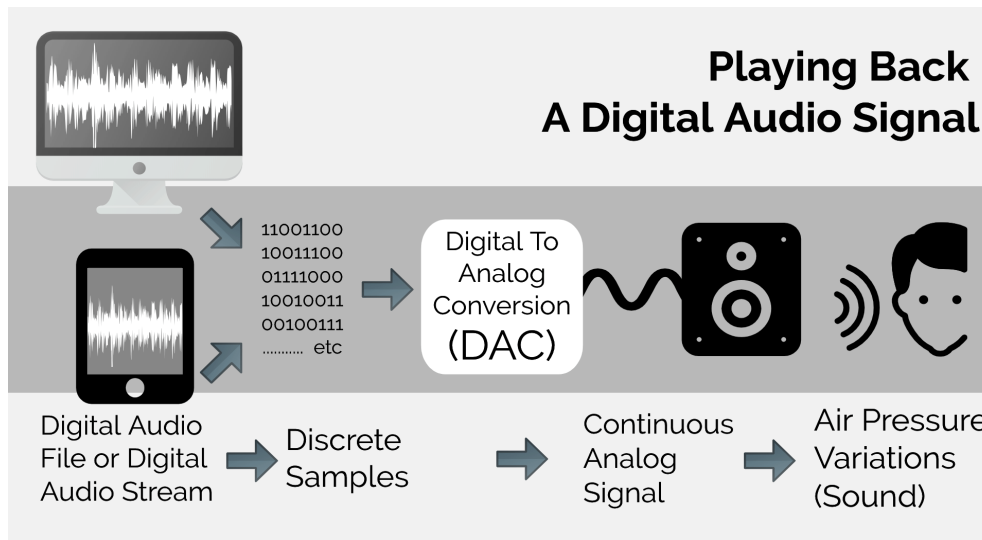 Playing Back
A Digital Audio Signal
11001100
10011100
01111000
10010011
00100111
........... etc
Digital To
Analog
Conversion
(DAC)
Digital Audio
File or Digital
Audio Stream
Discrete
Samples
Continuous
Analog
Signal
Air Pressure
Variations
(Sound)